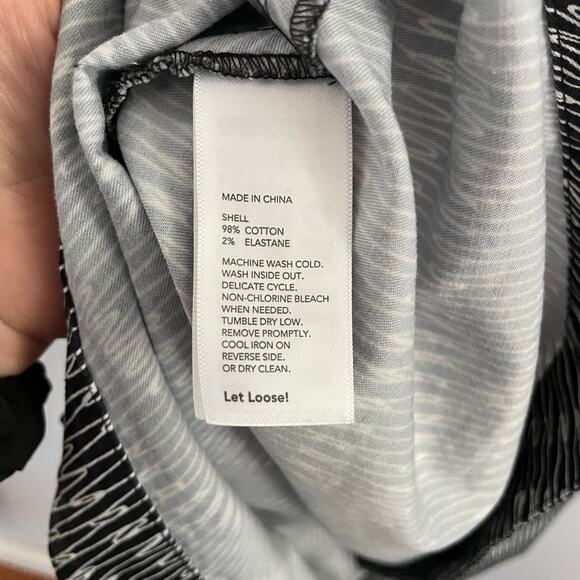 MADE IN CHINA
SHELL
98% COTTON
2% ELASTANE
MACHINE WASH COLD.
WASH INSIDE OUT.
DELICATE CYCLE.
NON-CHLORINE BLEACH
WHEN NEEDED.
TUMBLE DRY LOW.
REMOVE PROMPTLY.
COOL IRON ON
REVERSE SIDE.
OR DRY CLEAN.
Let Loose!